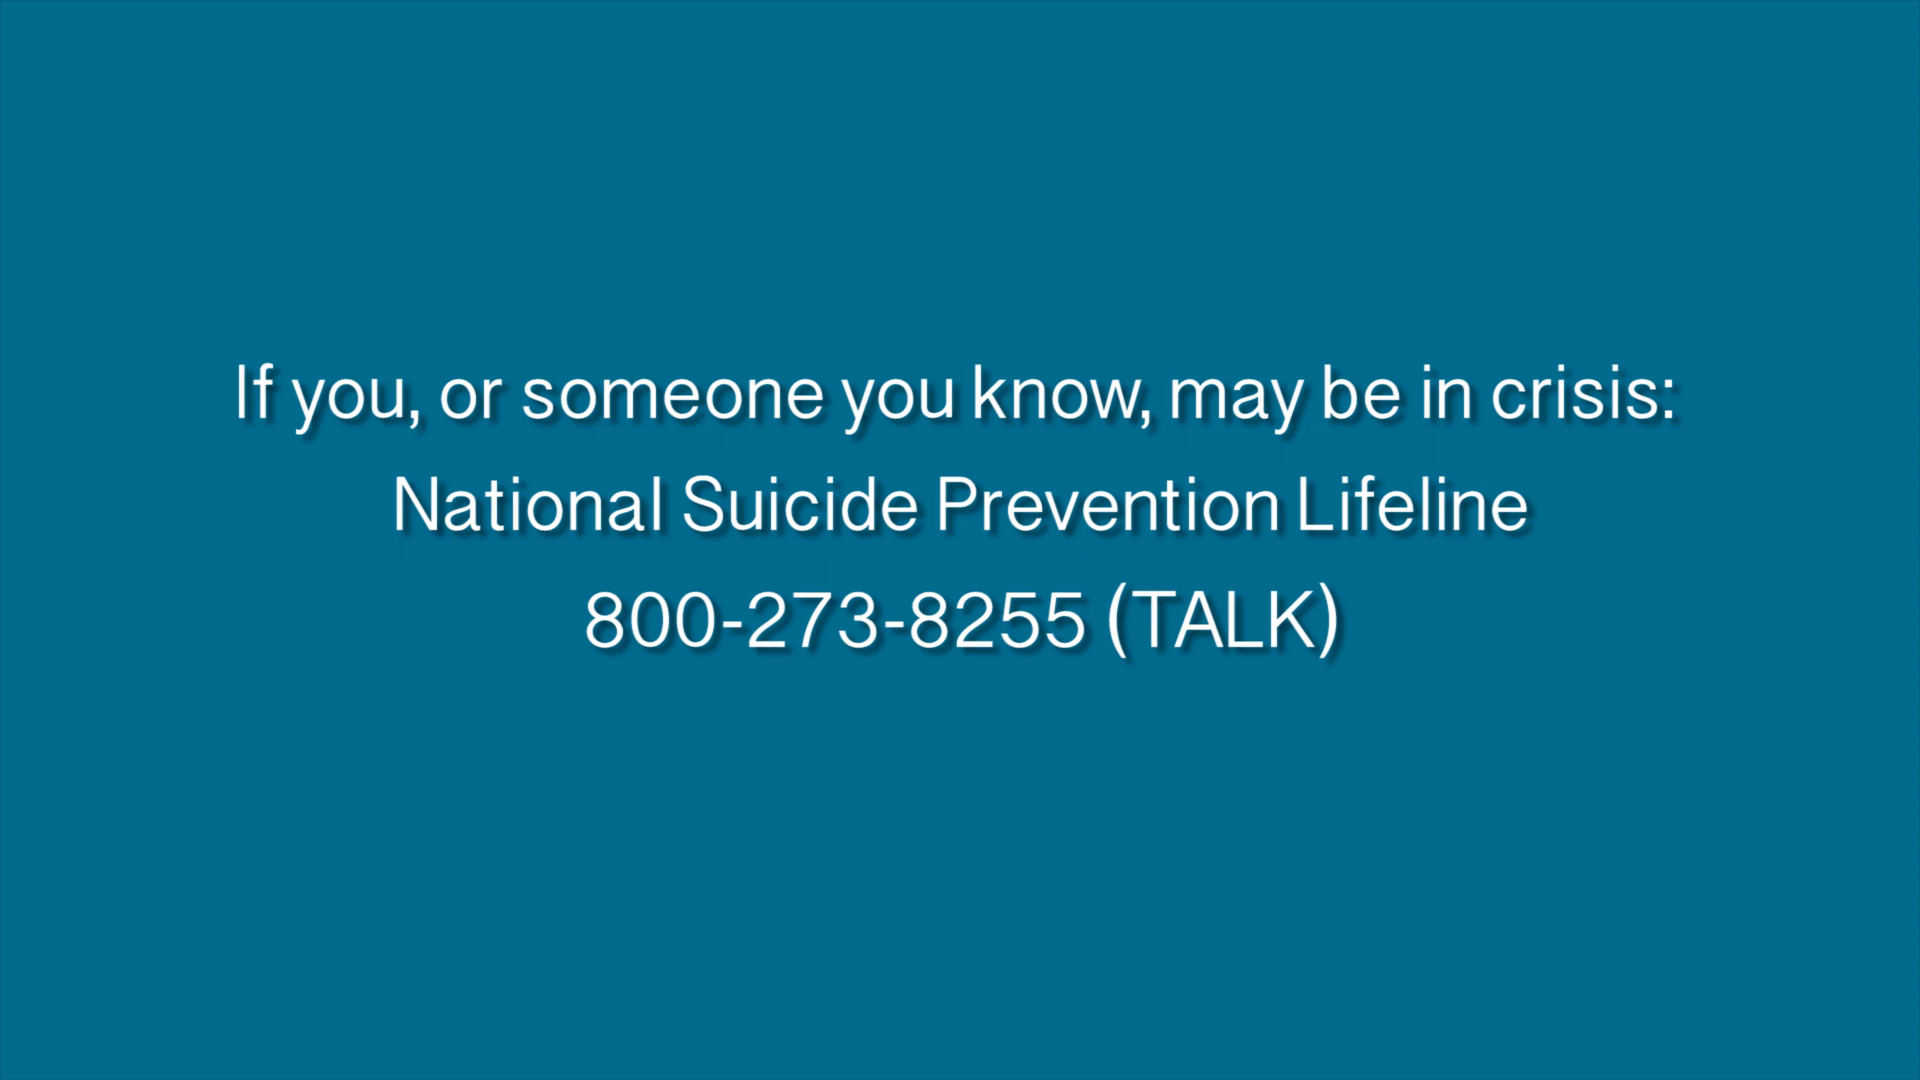 If you, or someone you know, may be in crisis:
National Suicide Prevention Lifeline
800-273-8255 (TALK)